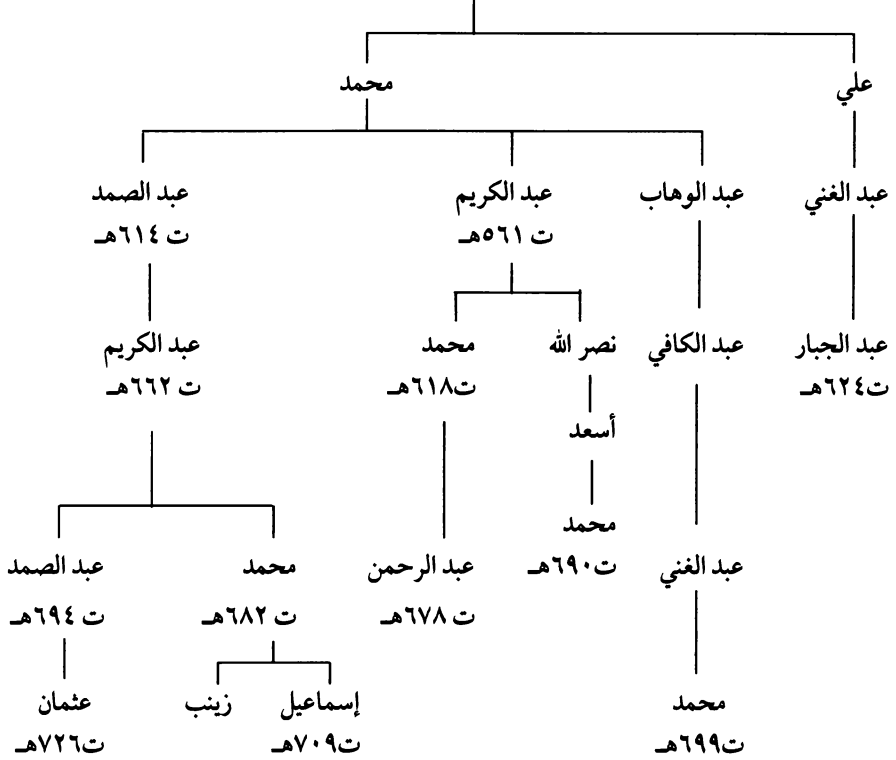 علي
محمد
عبد الغني
عبد الوهاب
عبد الكريم
ت ٥٦١هـ
عبد الصمد
ت ٦١٤هـ
عبد الجبار
ت٦٢٤هـ
عبد الكافي
نصر الله
محمد
ت٦١٨هـ
عبد الكريم
ت ٦٦٢هـ
أسعد
محمد
ت٦٩٠هـ
عبد الغني
عبد الرحمن
ت ٦٧٨هـ
محمد
ت ٦٨٢هـ
عبد الصمد
ت ٦٩٤هـ
محمد
ت٦٩٩هـ
إسماعيل
ت٧٠٩هـ
زينب
عثمان
ت٧٢٦هـ